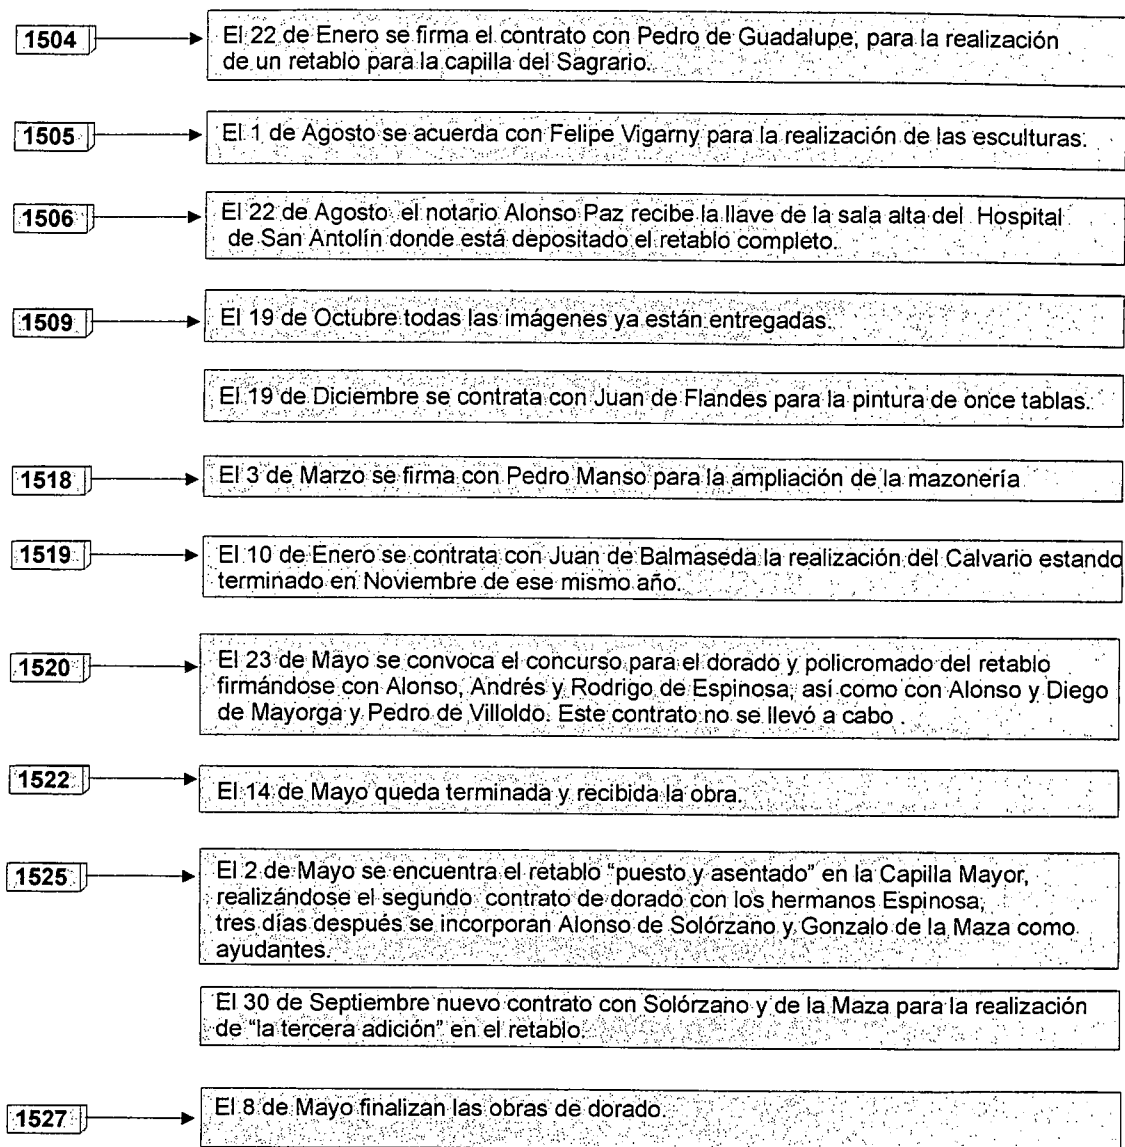 1504
El 22 de Enero se firma el contrato con Pedro de Guadalupe, para la realización
de un retablo para la capilla del Sagrario.
1505
El 1 de Agosto se acuerda con Felipe Vigarny para la realización de las esculturas.
1506
El 22 de Agosto el notario Alonso Paz recibe la llave de la sala alta del Hospital
de San Antolín donde está depositado el retablo completo.
1509
El 19 de Octubre todas las imágenes ya están entregadas.
El 19 de Diciembre se contrata con Juan de Flandes para la pintura de once tablas.
1518
El 3 de Marzo se firma con Pedro Manso para la ampliación de la mazonería
1519
El 10 de Enero se contrata con Juan de Balmaseda la realización del Calvario estando
terminado en Noviembre de ese mismo año.
1520
El 23 de Mayo se convoca el concurso para el dorado y policromado del retablo
firmándose con Alonso, Andrés y Rodrigo de Espinosa, así como con Alonso y Diego
de Mayorga y Pedro de Villoldo. Este contrato no se llevó a cabo .
1522
El 14 de Mayo queda terminada y recibida la obra.
1525
El 2 de Mayo se encuentra el retablo "puesto y asentado" en la Capilla Mayor,
realizándose el segundo contrato de dorado con los hermanos Espinosa,
tres días después se incorporan Alonso de Solórzano y Gonzalo de la Maza como
ayudantes.
El 30 de Septiembre nuevo contrato con Solórzano y de la Maza para la realización
de "la tercera adición" en el retablo.
1527
El 8 de Mayo finalizan las obras de dorado.